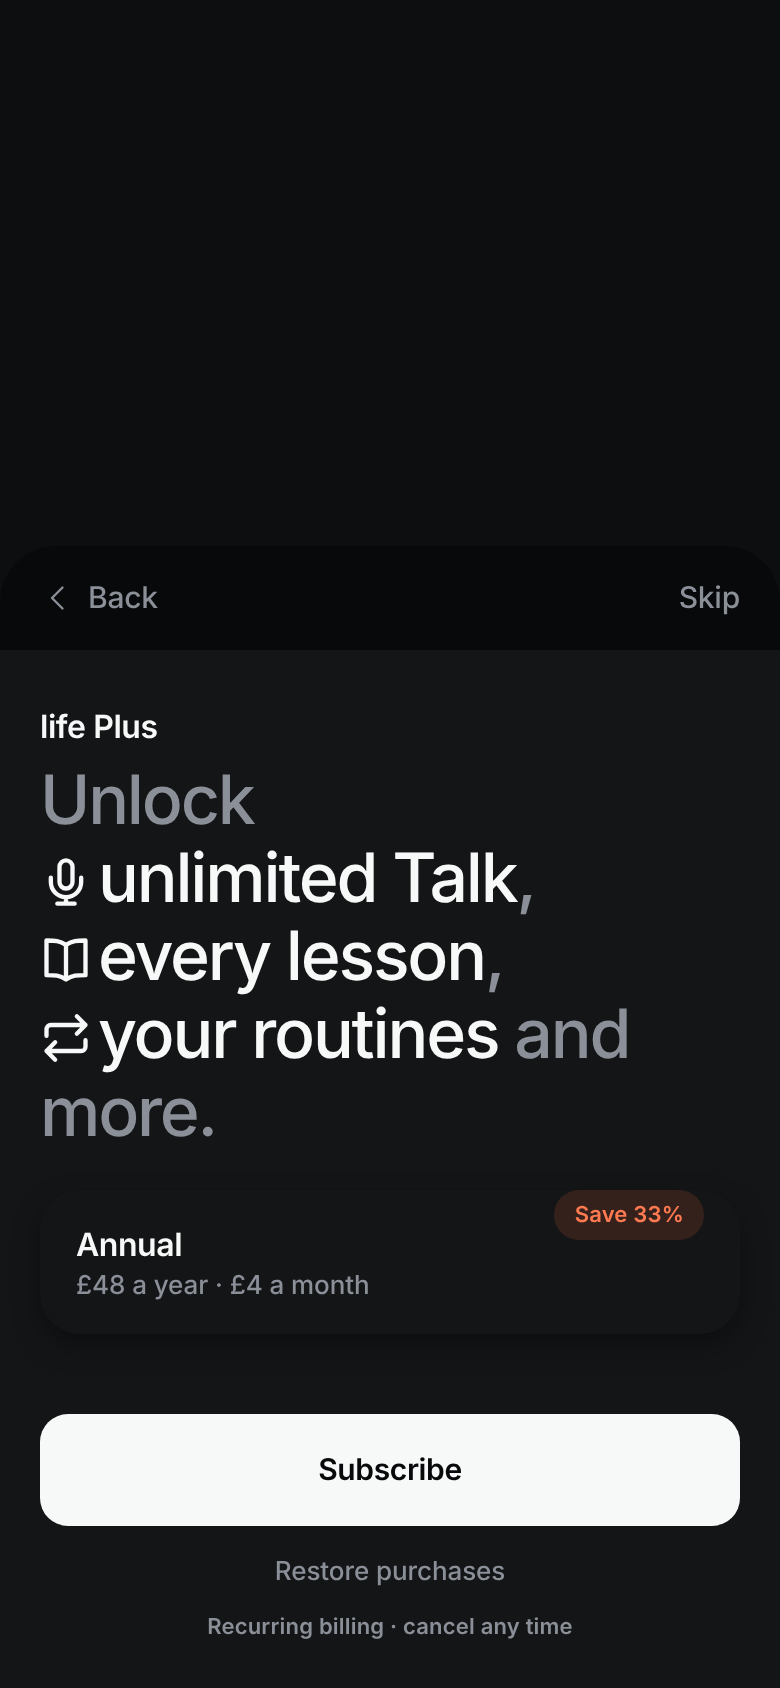 Back
Skip
life Plus
Unlock
unlimited Talk,
every lesson,
your routines and
more.
Save 33%
Annual
£48 a year · £4 a month
Subscribe
Restore purchases
Recurring billing · cancel any time